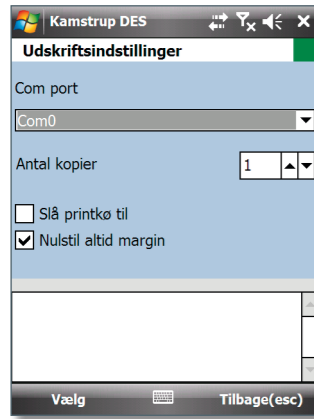 Kamstrup DES
Udskriftsindstillinger
Com port
Com0
Antal kopier
1
Slå printkø til
Nulstil altid margin
Vælg
Tilbage(esc)